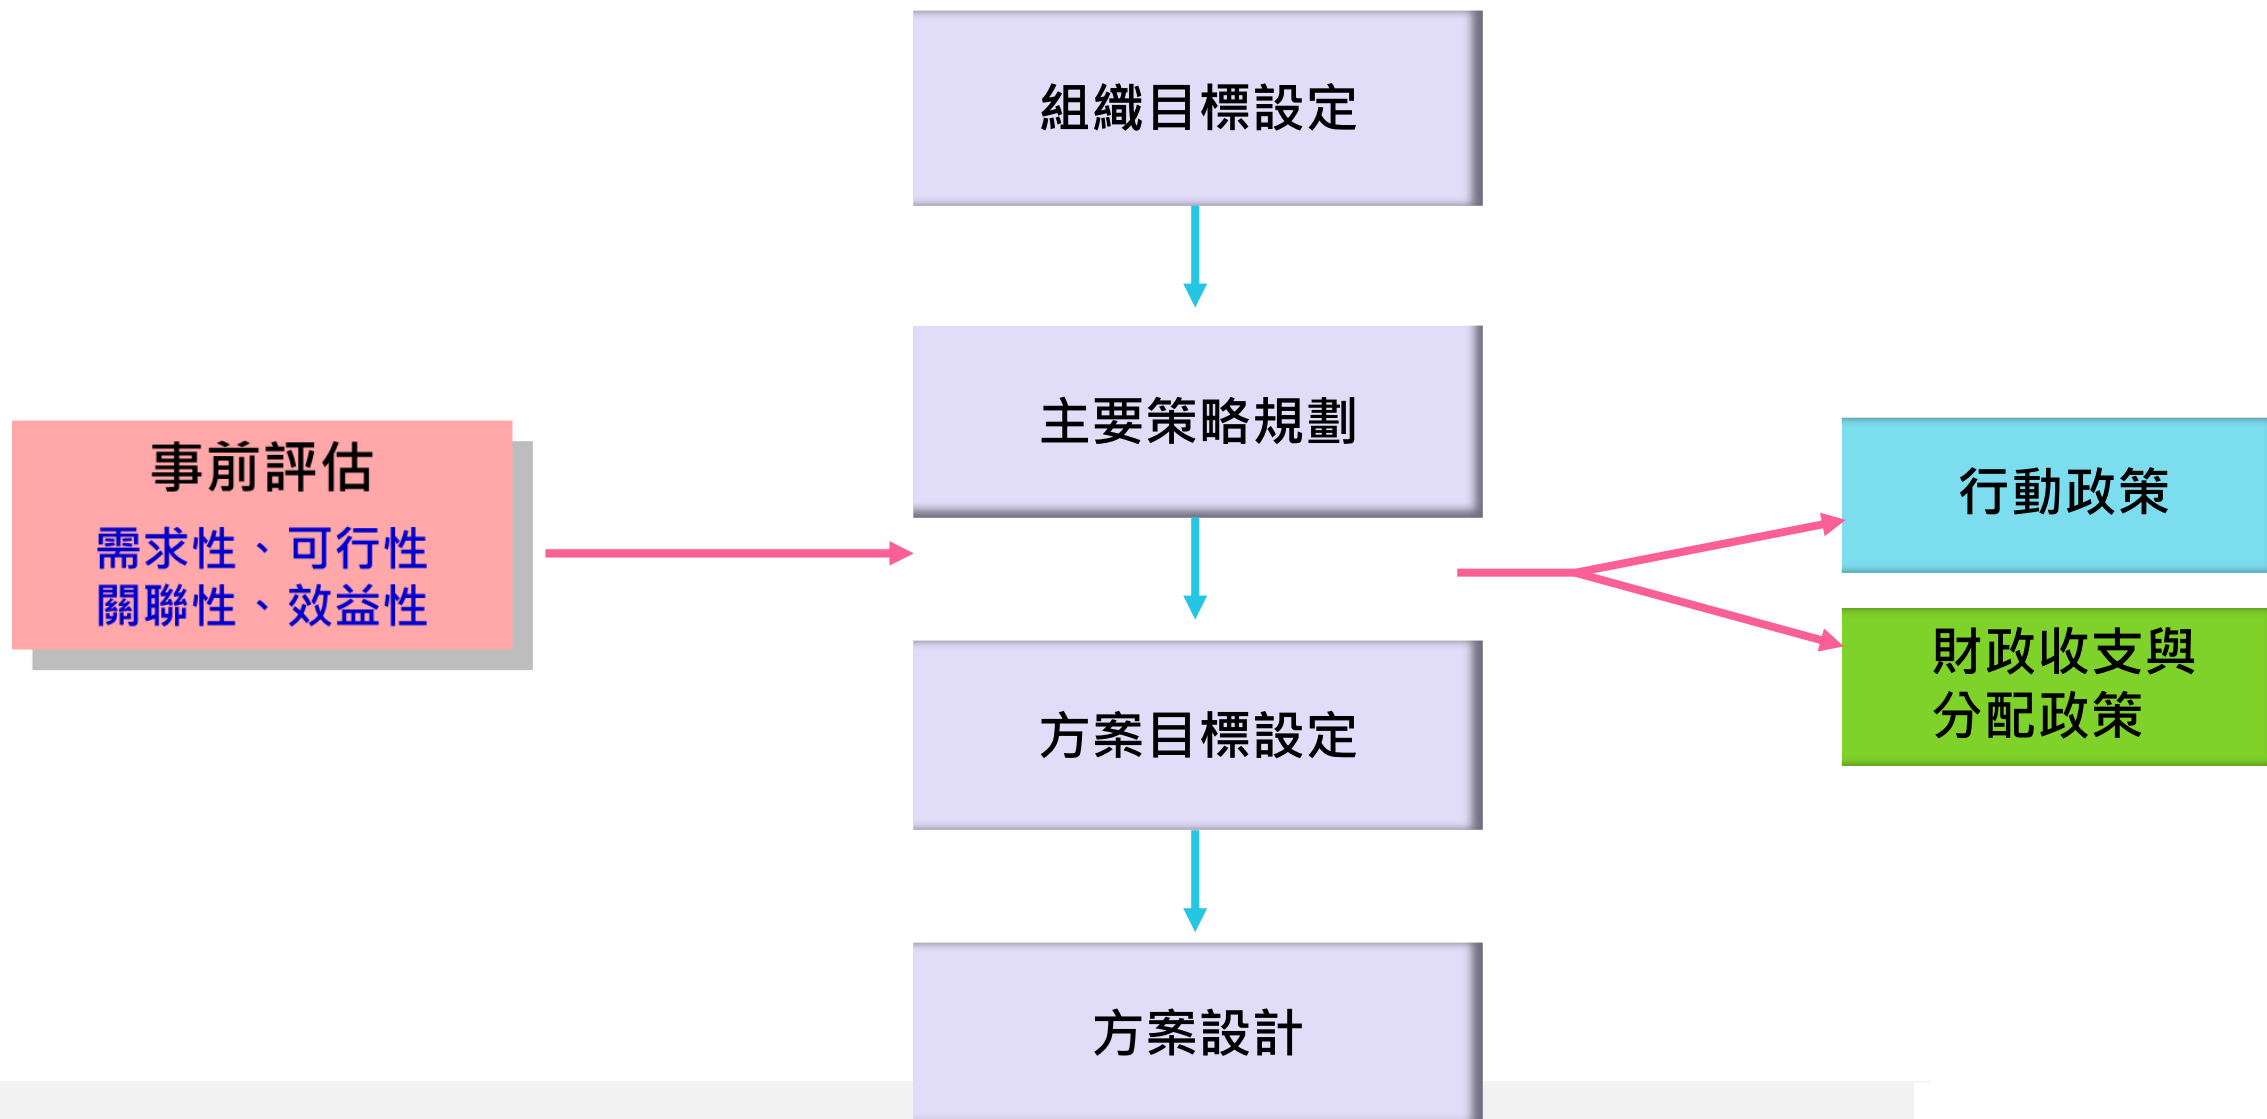 組織目標設定
主要策略規劃
事前評估
需求性、可行性
關聯性、效益性
行動政策
財政收支與
分配政策
方案目標設定
方案設計